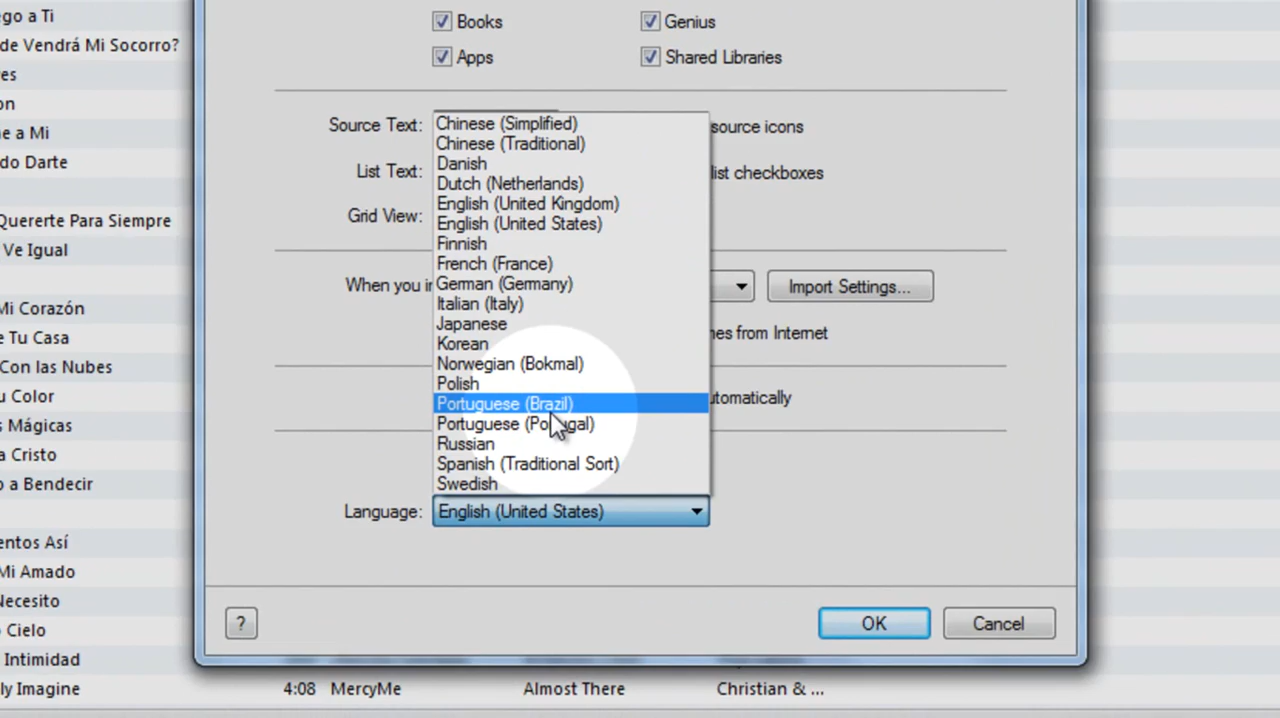 ego a Ti
de Vendrá Mi Socorro?
es
on
e a Mi
do Darte
Quererte Para Siempre
Ve Igual
Mi Corazón
e Tu Casa
Con las Nubes
u Color
s Mágicas
a Cristo
o a Bendecir
entos Así
Mi Amado
Necesito
o Cielo
Intimidad
ly Imagine
4:08 MercyMe Almost There Christian & ...
Books Genius
Apps Shared Libraries
Source Text: source icons
List Text: list checkboxes
Grid View:
When you i Import Settings...
es from Internet
utomatically
Chinese (Simplified)
Chinese (Traditional)
Danish
Dutch (Netherlands)
English (United Kingdom)
English (United States)
Finnish
French (France)
German (Germany)
Italian (Italy)
Japanese
Korean
Norwegian (Bokmal)
Polish
Portuguese (Brazil)
Portuguese (Portugal)
Russian
Spanish (Traditional Sort)
Swedish
Language: English (United States)
? OK Cancel